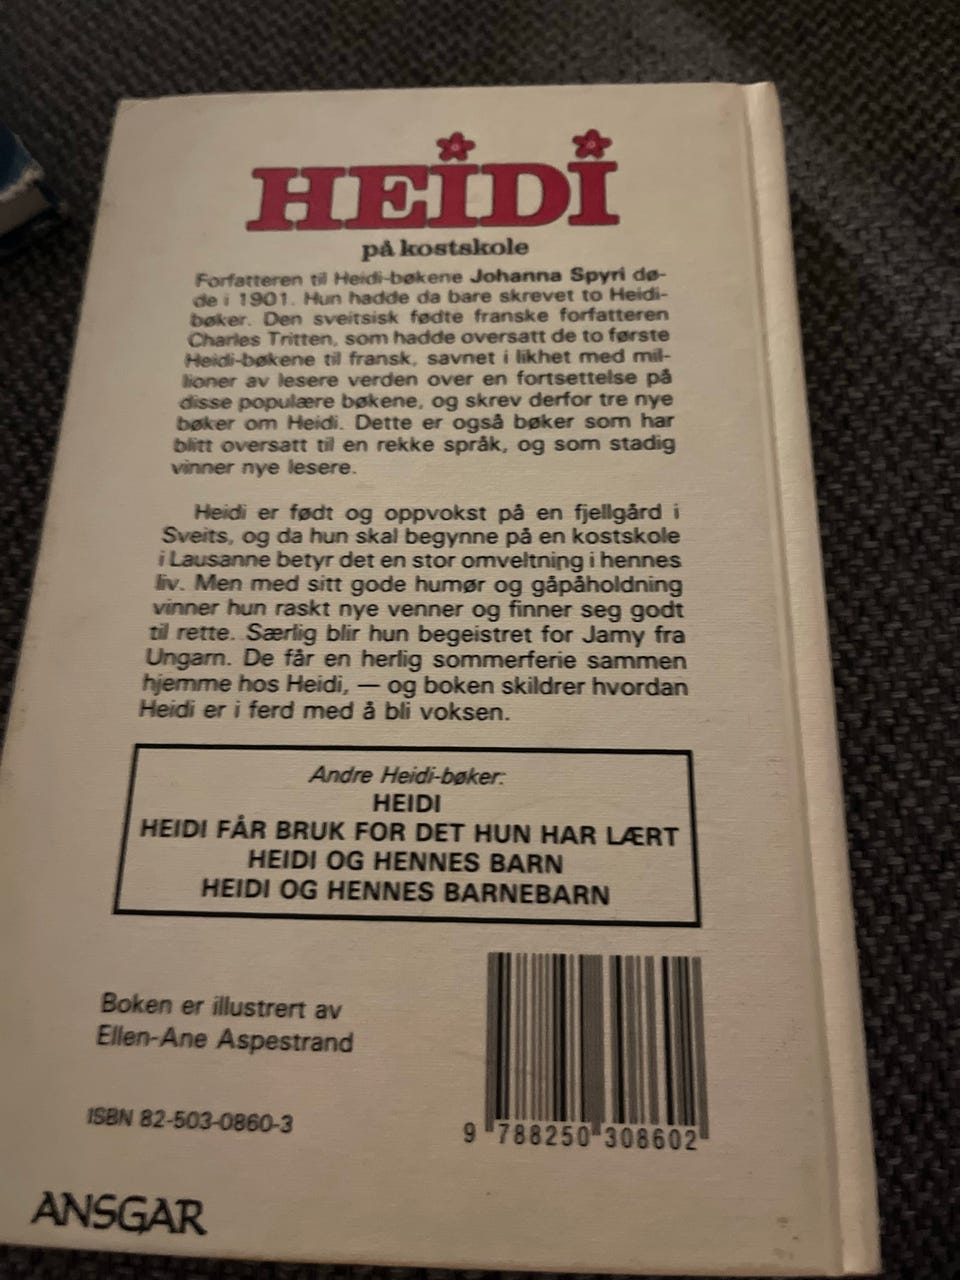 HEIDI
på kostskole
Forfatteren til Heidi-bøkene Johanna Spyri dø-
de i 1901. Hun hadde da bare skrevet to Heidi-
bøker. Den sveitsisk fødte franske forfatteren
Charles Tritten, som hadde oversatt de to første
Heidi-bøkene til fransk, savnet i likhet med mil-
lioner av lesere verden over en fortsettelse på
disse populære bøkene, og skrev derfor tre nye
bøker om Heidi. Dette er også bøker som har
blitt oversatt til en rekke språk, og som stadig
vinner nye lesere.
Heidi er født og oppvokst på en fjellgård i
Sveits, og da hun skal begynne på en kostskole
i Lausanne betyr det en stor omveltning i hennes
liv. Men med sitt gode humør og gåpåholdning
vinner hun raskt nye venner og finner seg godt
til rette. Særlig blir hun begeistret for Jamy fra
Ungarn. De får en herlig sommerferie sammen
hjemme hos Heidi, — og boken skildrer hvordan
Heidi er i ferd med å bli voksen.
Andre Heidi-bøker:
HEIDI
HEIDI FÅR BRUK FOR DET HUN HAR LÆRT
HEIDI OG HENNES BARN
HEIDI OG HENNES BARNEBARN
Boken er illustrert av
Ellen-Ane Aspestrand
ISBN 82-503-0860-3
9 788250 308602
ANSGAR